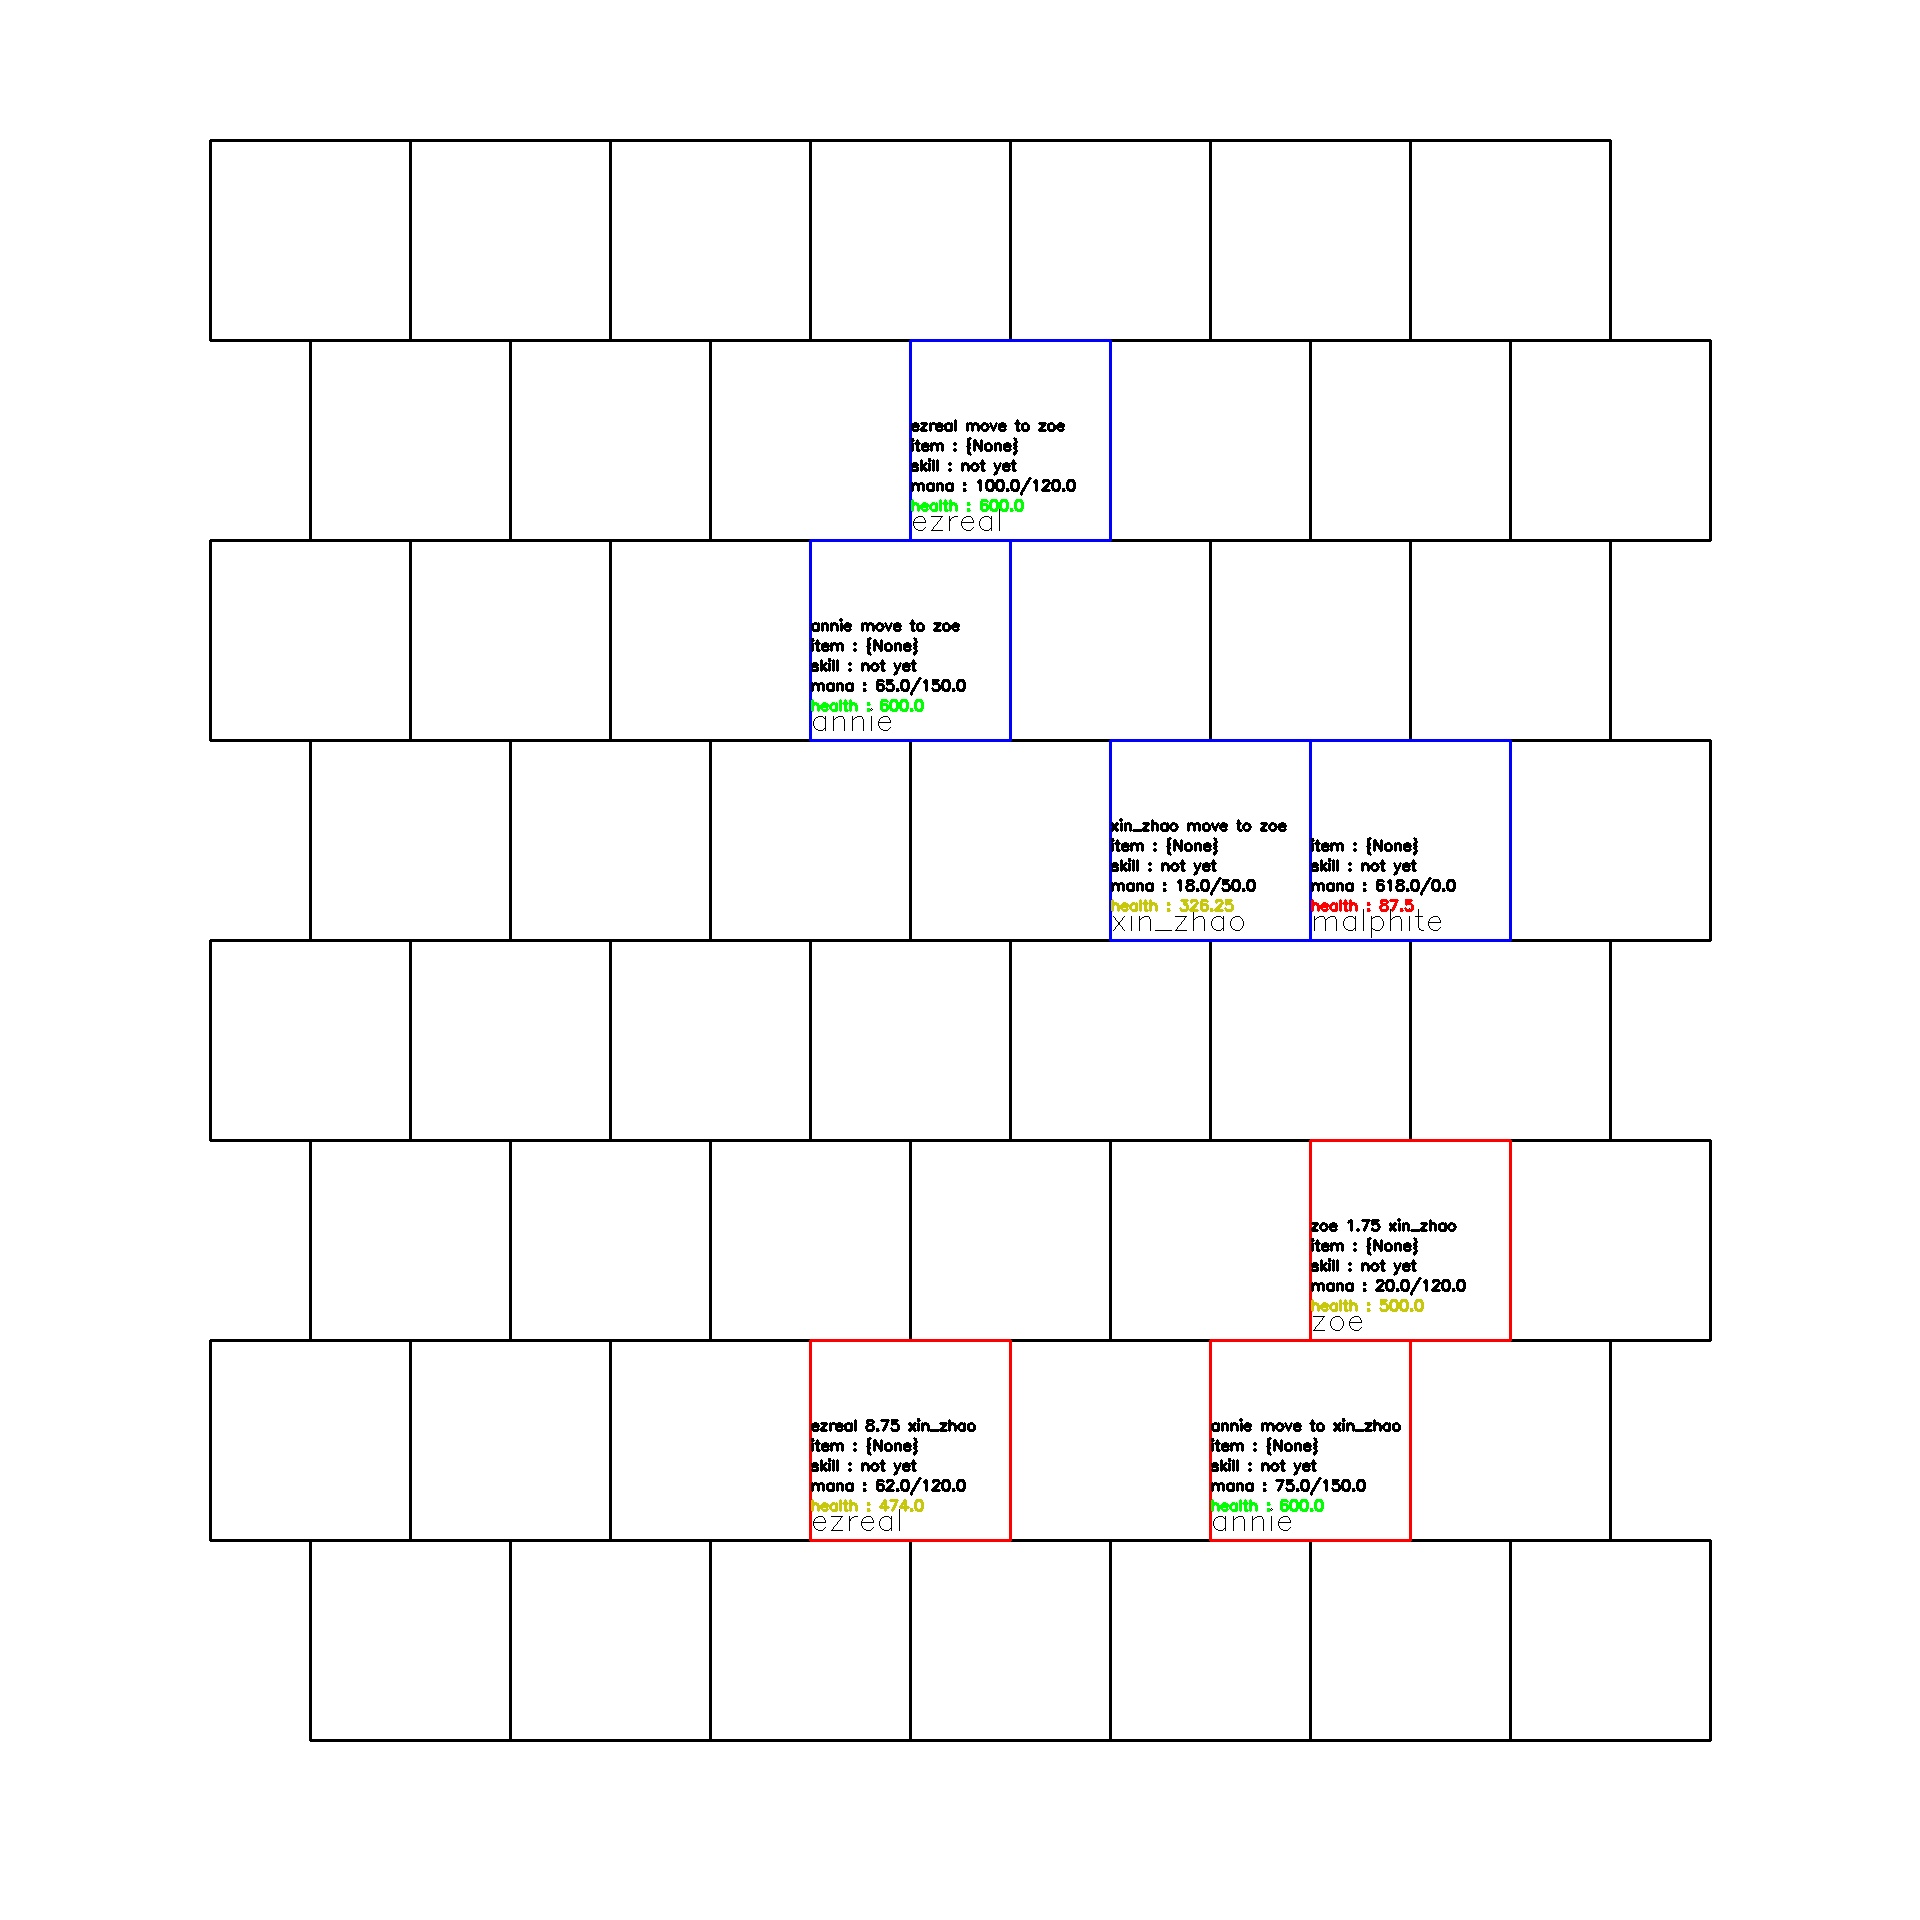 ezreal move to zoe
item : {None}
skill : not yet
mana : 100.0/120.0
health : 600.0
ezreal
annie move to zoe
item : {None}
skill : not yet
mana : 65.0/150.0
health : 600.0
annie
xin_zhao move to zoe
item : {None}
skill : not yet
mana : 18.0/50.0
health : 326.25
xin_zhao
item : {None}
skill : not yet
mana : 618.0/0.0
health : 87.5
malphite
zoe 1.75 xin_zhao
item : {None}
skill : not yet
mana : 20.0/120.0
health : 500.0
zoe
ezreal 8.75 xin_zhao
item : {None}
skill : not yet
mana : 62.0/120.0
health : 474.0
ezreal
annie move to xin_zhao
item : {None}
skill : not yet
mana : 75.0/150.0
health : 600.0
annie